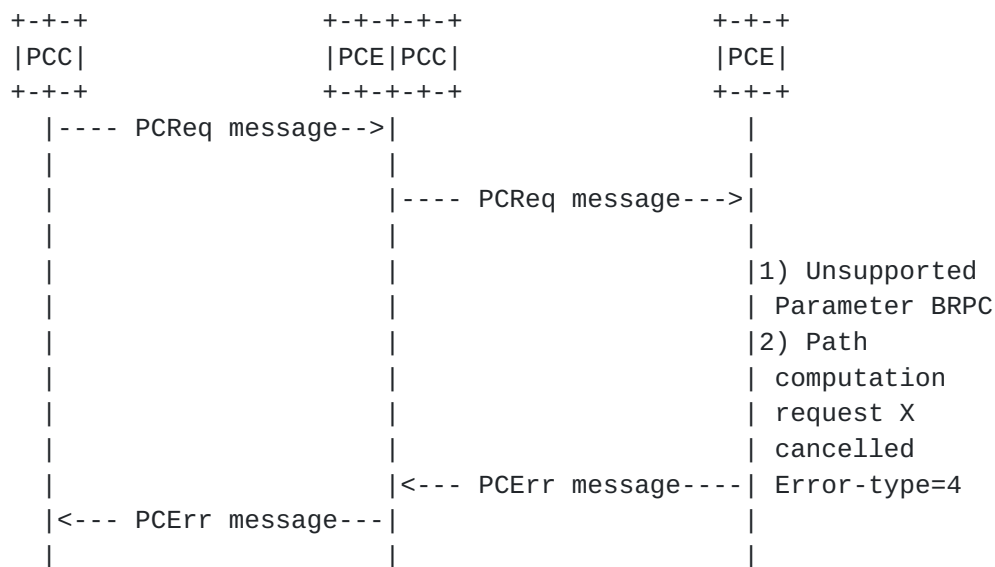 +-+-+                +-+-+-+-+                 +-+-+
|PCC|                |PCE|PCC|                 |PCE|
+-+-+                +-+-+-+-+                 +-+-+
  |---- PCReq message-->|                       |
  |                     |                       |
  |                     |---- PCReq message--->|
  |                     |                       |
  |                     |                       |1) Unsupported
  |                     |                       | Parameter BRPC
  |                     |                       |2) Path
  |                     |                       | computation
  |                     |                       | request X
  |                     |                       | cancelled
  |                     |<--- PCErr message----| Error-type=4
  |<--- PCErr message---|                       |
  |                     |                       |